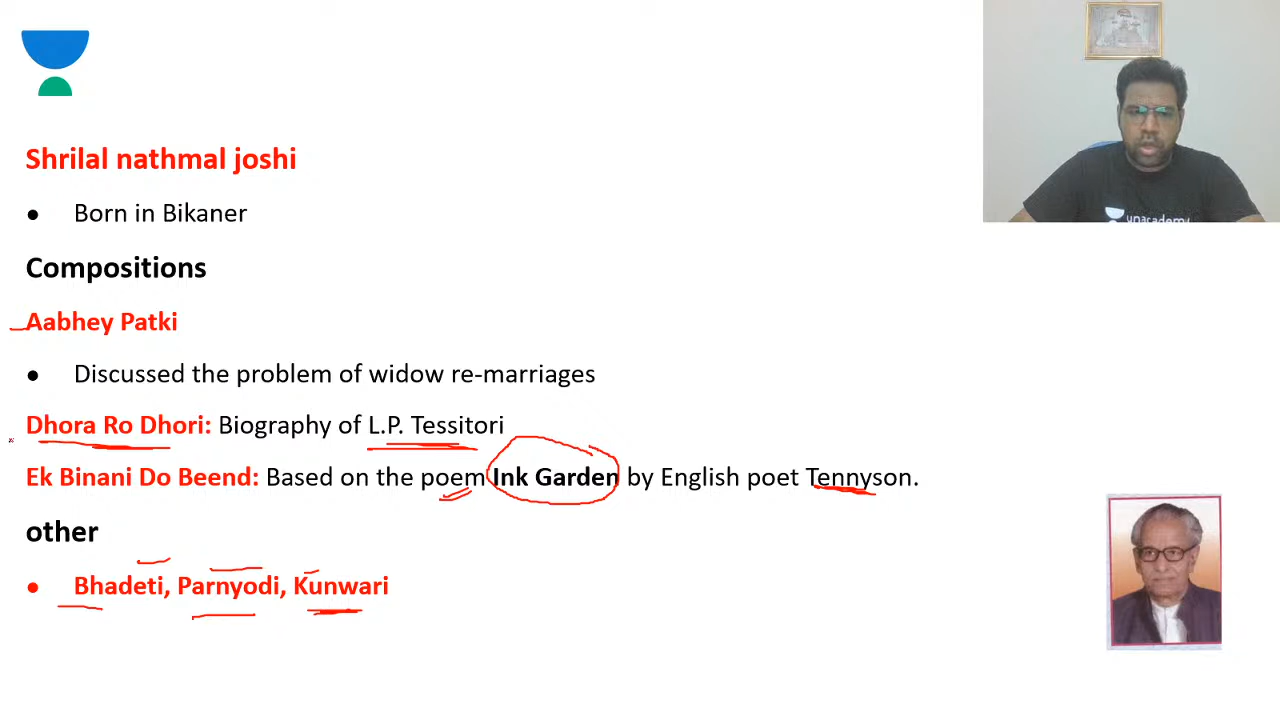 Shrilal nathmal joshi
● Born in Bikaner
Compositions
Aabhey Patki
● Discussed the problem of widow re-marriages
Dhora Ro Dhori: Biography of L.P. Tessitori
Ek Binani Do Beend: Based on the poem Ink Garden by English poet Tennyson.
other
● Bhadeti, Parnyodi, Kunwari
unacademy